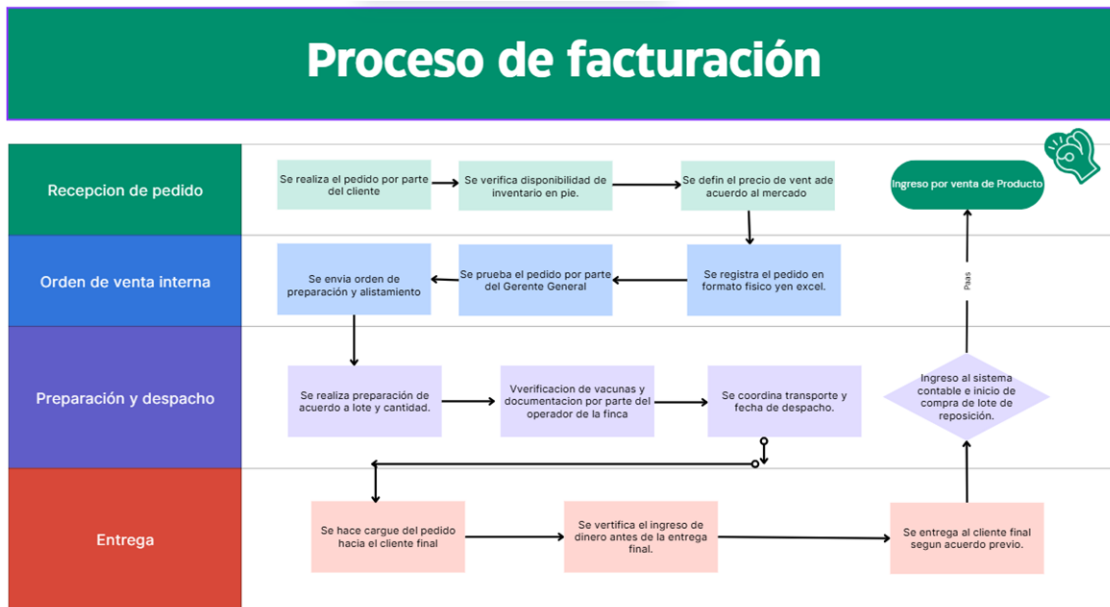 Proceso de facturación
Recepcion de pedido
Se realiza el pedido por parte
del cliente
Se verifica disponibilidad de
inventario en pie.
Se defin el precio de vent ade
acuerdo al mercado
Ingreso por venta de Producto
Orden de venta interna
Se envia orden de
preparación y alistamiento
Se prueba el pedido por parte
del Gerente General
Se registra el pedido en
formato fisico yen excel.
Paas
Preparación y despacho
Se realiza preparación de
acuerdo a lote y cantidad.
Vverificacion de vacunas y
documentacion por parte del
operador de la finca
Se coordina transporte y
fecha de despacho.
Ingreso al sistema
contable e inicio de
compra de lote de
reposición.
Entrega
Se hace cargue del pedido
hacia el cliente final
Se vertifica el ingreso de
dinero antes de la entrega
final.
Se entrega al cliente final
segun acuerdo previo.